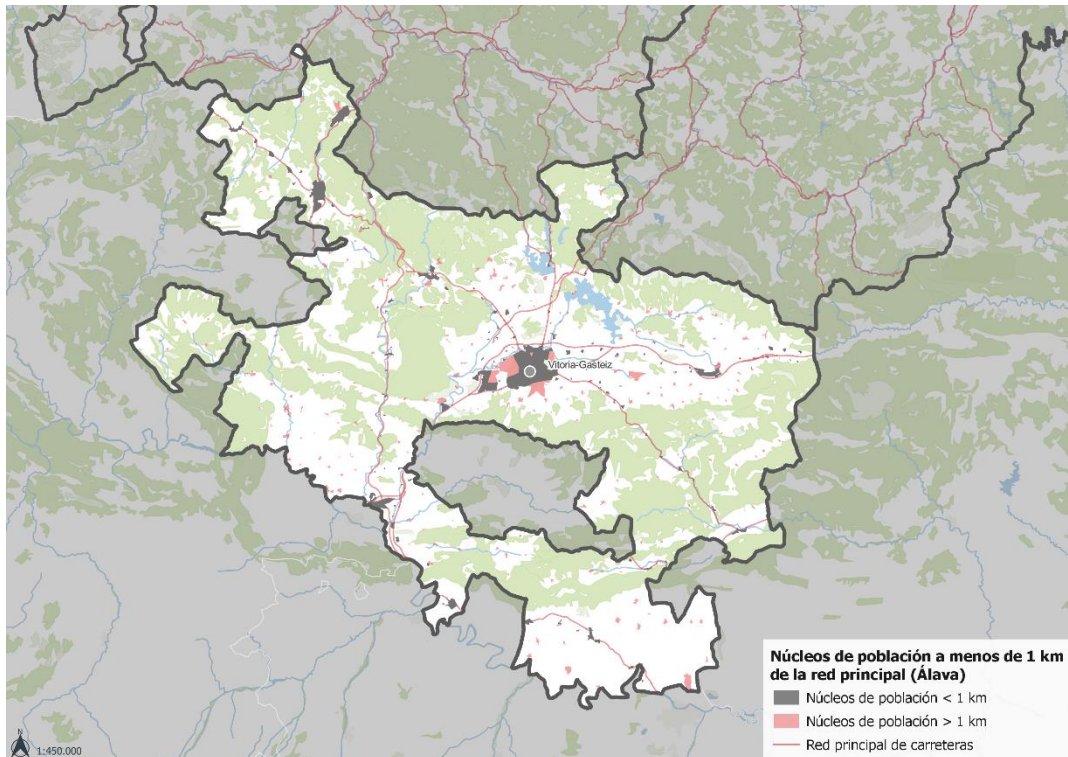 Vitoria-Gasteiz
Núcleos de población a menos de 1 km
de la red principal (Álava)
Núcleos de población < 1 km
Núcleos de población > 1 km
Red principal de carreteras
N
1:450.000